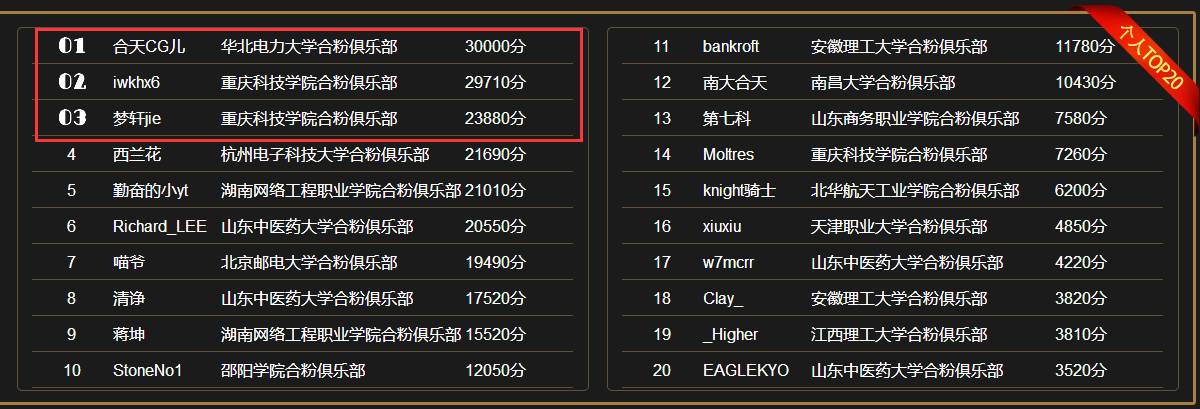 个人TOP20
01 合天CG儿 华北电力大学合粉俱乐部 30000分
02 iwkhx6 重庆科技学院合粉俱乐部 29710分
03 梦轩jie 重庆科技学院合粉俱乐部 23880分
4 西兰花 杭州电子科技大学合粉俱乐部 21690分
5 勤奋的小yt 湖南网络工程职业学院合粉俱乐部 21010分
6 Richard_LEE 山东中医药大学合粉俱乐部 20550分
7 喵爷 北京邮电大学合粉俱乐部 19490分
8 清诤 山东中医药大学合粉俱乐部 17520分
9 蒋坤 湖南网络工程职业学院合粉俱乐部 15520分
10 StoneNo1 邵阳学院合粉俱乐部 12050分
11 bankroft 安徽理工大学合粉俱乐部 11780分
12 南大合天 南昌大学合粉俱乐部 10430分
13 第七科 山东商务职业学院合粉俱乐部 7580分
14 Moltres 重庆科技学院合粉俱乐部 7260分
15 knight骑士 北华航天工业学院合粉俱乐部 6200分
16 xiuxiu 天津职业大学合粉俱乐部 4850分
17 w7mcrr 山东中医药大学合粉俱乐部 4220分
18 Clay_ 安徽理工大学合粉俱乐部 3820分
19 _Higher 江西理工大学合粉俱乐部 3810分
20 EAGLEKYO 山东中医药大学合粉俱乐部 3520分